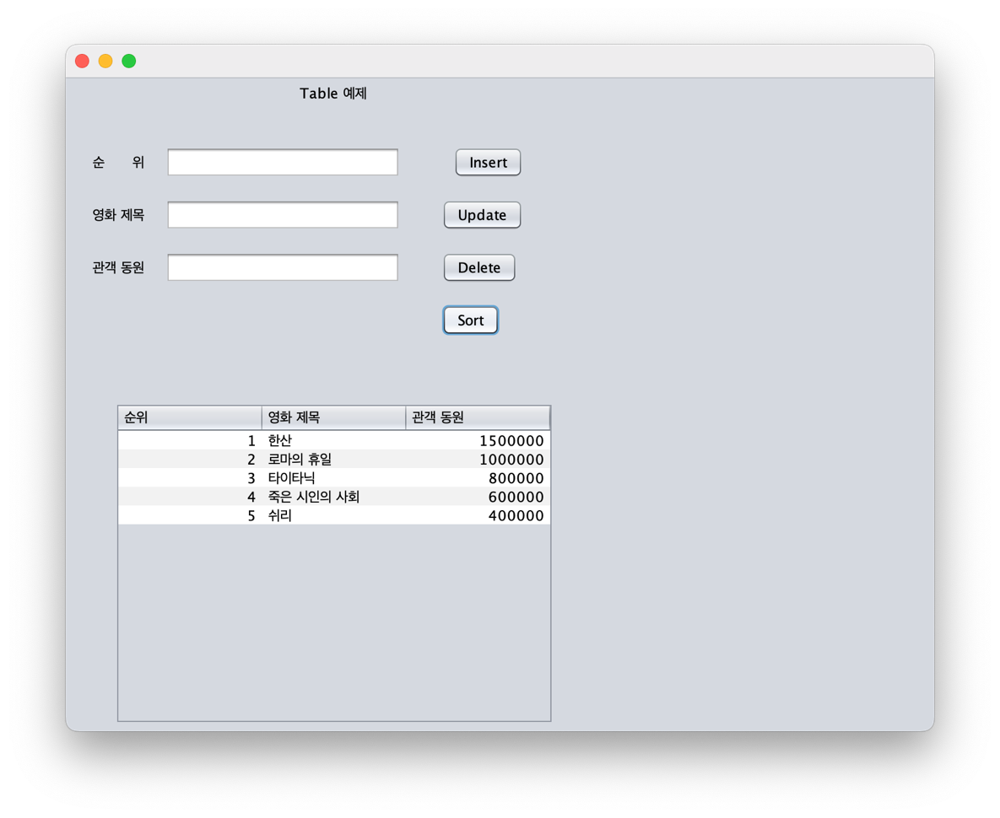 Table 예제
순 위 Insert
영화 제목 Update
관객 동원 Delete
Sort
순위 영화 제목 관객 동원
1 한산 1500000
2 로마의 휴일 1000000
3 타이타닉 800000
4 죽은 시인의 사회 600000
5 쉬리 400000